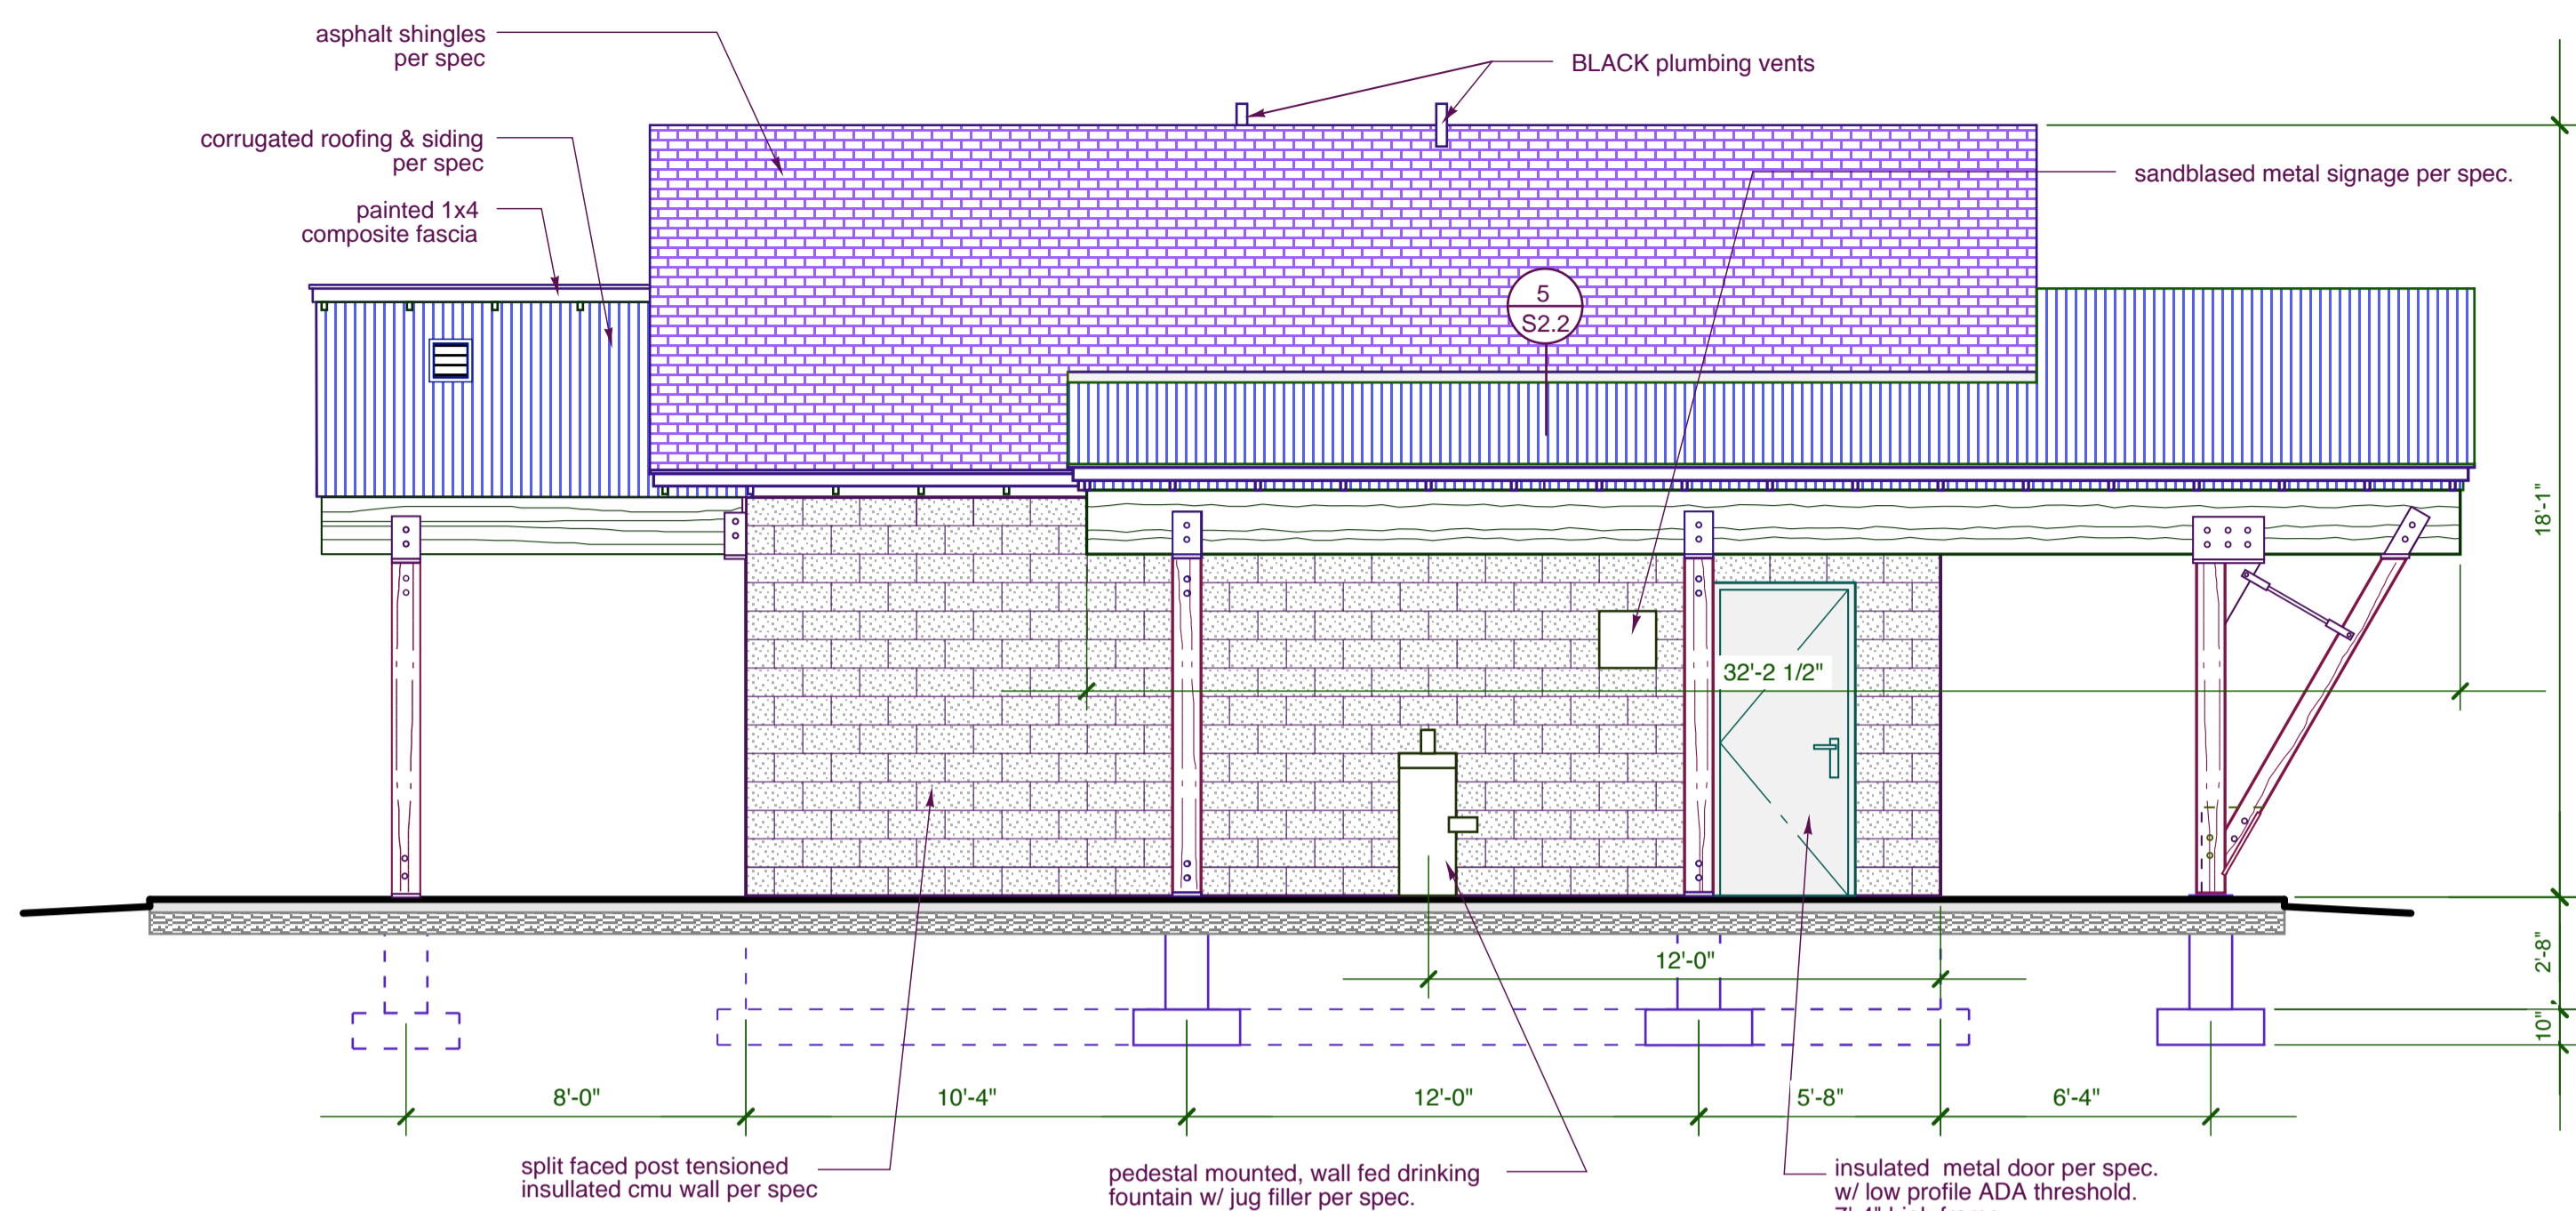 asphalt shingles
per spec
BLACK plumbing vents
corrugated roofing & siding
per spec
sandblased metal signage per spec.
painted 1x4
composite fascia
5
S2.2
18'-1"
32'-2 1/2"
2'-8"
12'-0"
10"
8'-0"
10'-4"
12'-0"
5'-8"
6'-4"
split faced post tensioned
insullated cmu wall per spec
pedestal mounted, wall fed drinking
fountain w/ jug filler per spec.
insulated metal door per spec.
w/ low profile ADA threshold.